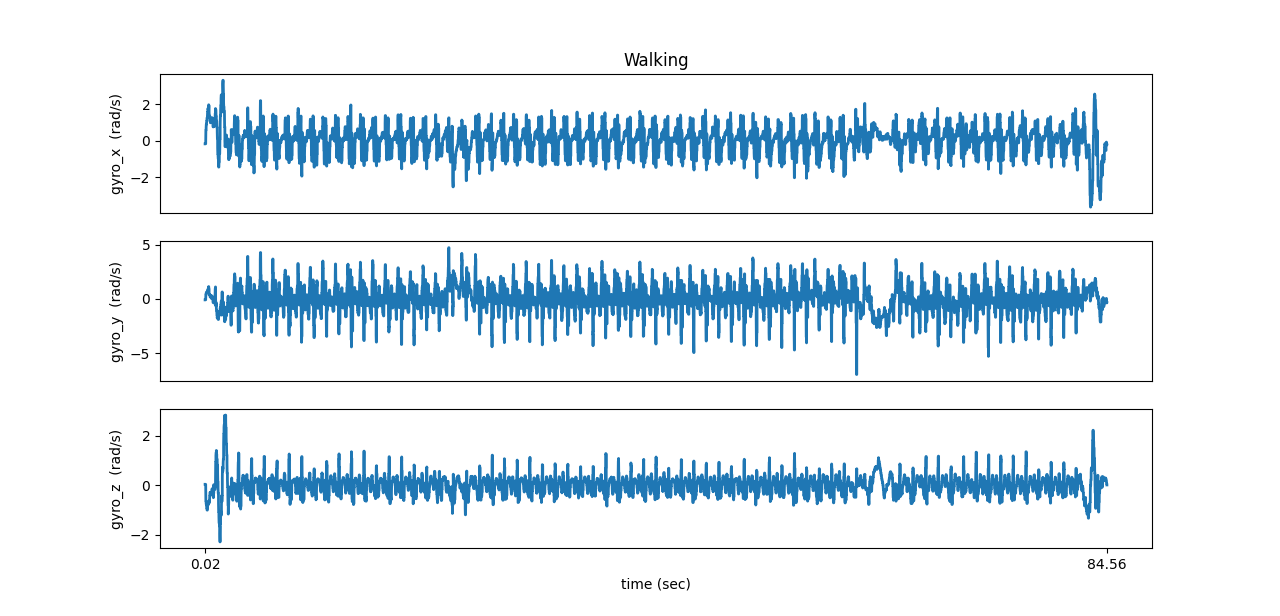 Walking
gyro_x (rad/s)
2
0
−2
gyro_y (rad/s)
5
0
−5
gyro_z (rad/s)
2
0
−2
0.02
84.56
time (sec)